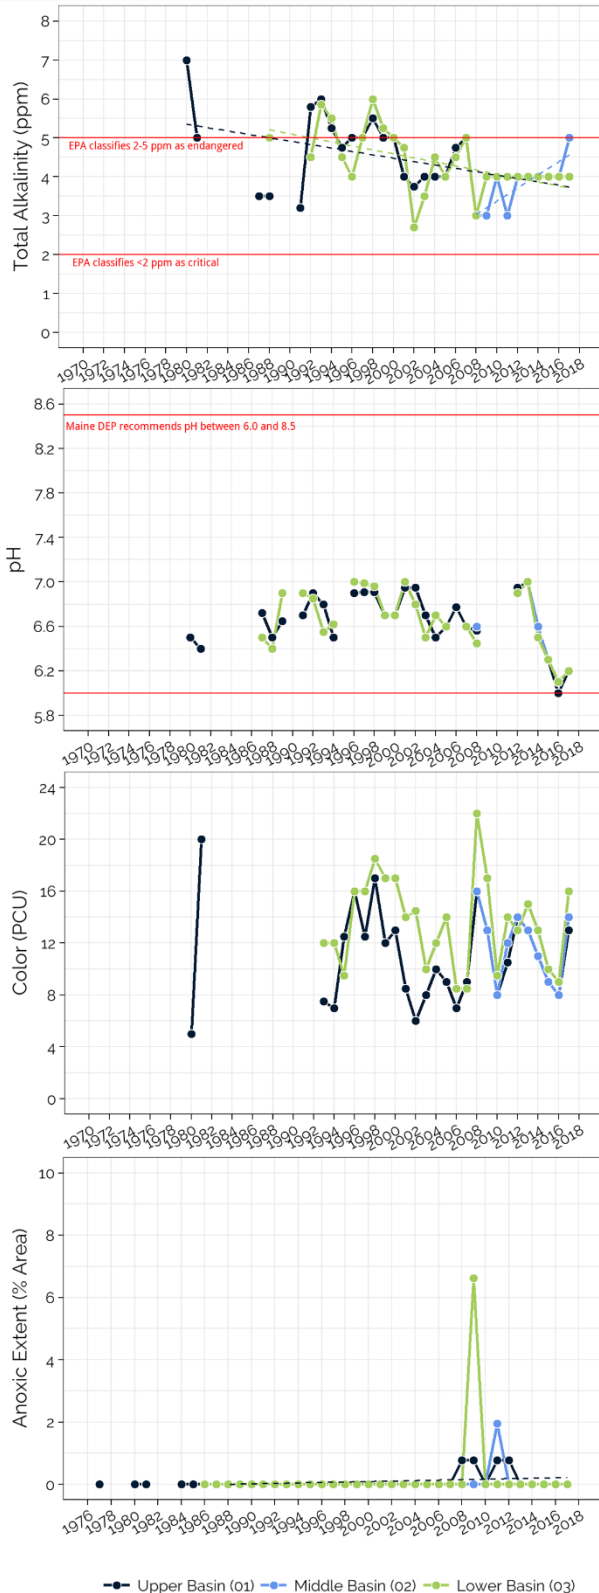 Total Alkalinity (ppm)
8
7
6
5
4
3
2
1
0
EPA classifies 2-5 ppm as endangered
EPA classifies <2 ppm as critical
1970 1972 1974 1976 1978 1980 1982 1984 1986 1988 1990 1992 1994 1996 1998 2000 2002 2004 2006 2008 2010 2012 2014 2016 2018
pH
8.6
8.2
7.8
7.4
7.0
6.6
6.2
5.8
Maine DEP recommends pH between 6.0 and 8.5
1970 1972 1974 1976 1978 1980 1982 1984 1986 1988 1990 1992 1994 1996 1998 2000 2002 2004 2006 2008 2010 2012 2014 2016 2018
Color (PCU)
24
20
16
12
8
4
0
1970 1972 1974 1976 1978 1980 1982 1984 1986 1988 1990 1992 1994 1996 1998 2000 2002 2004 2006 2008 2010 2012 2014 2016 2018
Anoxic Extent (% Area)
10
8
6
4
2
0
1976 1978 1980 1982 1984 1986 1988 1990 1992 1994 1996 1998 2000 2002 2004 2006 2008 2010 2012 2014 2016 2018
Upper Basin (01) Middle Basin (02) Lower Basin (03)